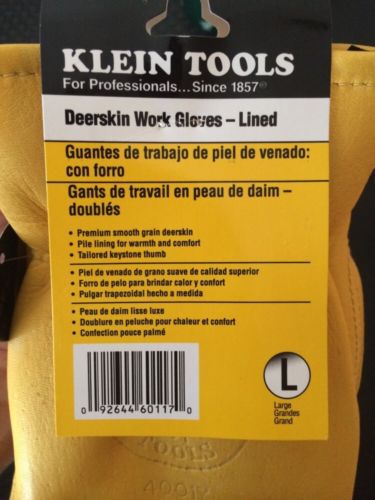 KLEIN TOOLS
For Professionals...Since 1857®
Deerskin Work Gloves – Lined
Guantes de trabajo de piel de venado:
con forro
Gants de travail en peau de daim –
doublés
• Premium smooth grain deerskin
• Pile lining for warmth and comfort
• Tailored keystone thumb
• Piel de venado de grano suave de calidad superior
• Forro de pelo para brindar calor y confort
• Pulgar trapezoidal hecho a medida
• Peau de daim lisse luxe
• Doublure en peluche pour chaleur et confort
• Confection pouce palmé
L
Large
Grandes
Grand
0 92644 60117 0
TOOLS